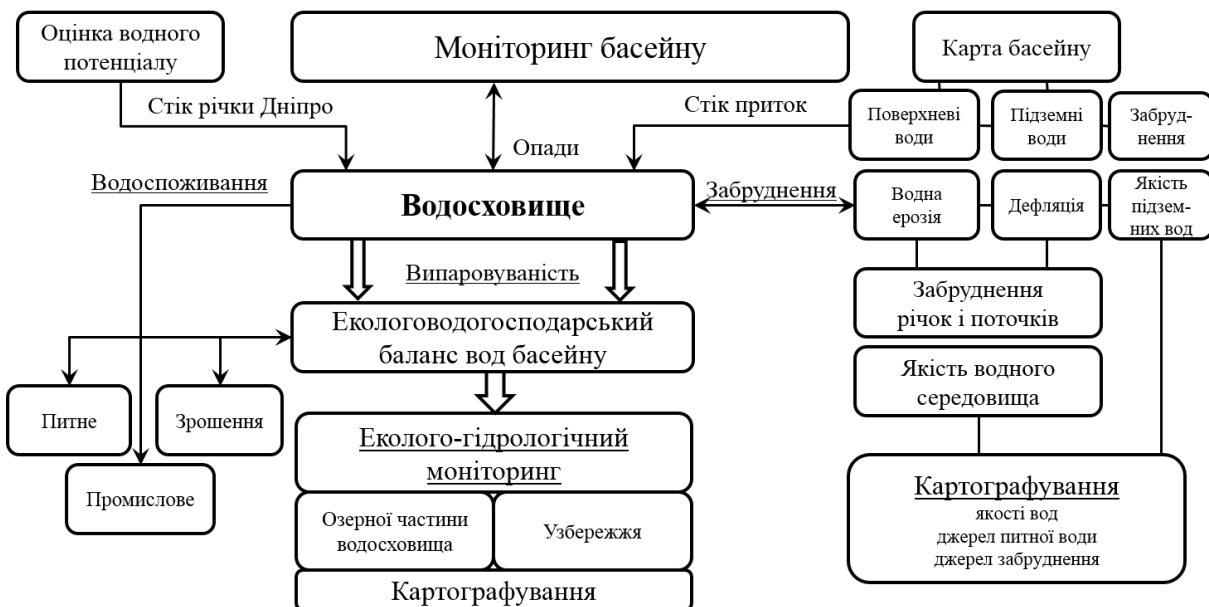 Оцінка водного
потенціалу
Моніторинг басейну
Карта басейну
Стік річки Дніпро
Опади
Стік приток
Поверхневі
води
Підземні
води
Забруд-
нення
Водоспоживання
Водосховище
Забруднення
Водна
ерозія
Дефляція
Якість
підзем-
них вод
Випаровуваність
Забруднення
річок і поточків
Екологоводогосподарський
баланс вод басейну
Якість водного
середовища
Питне
Зрошення
Промислове
Еколого-гідрологічний
моніторинг
Озерної частини
водосховища
Узбережжя
Картографування
Картографування
якості вод
джерел питної води
джерел забруднення